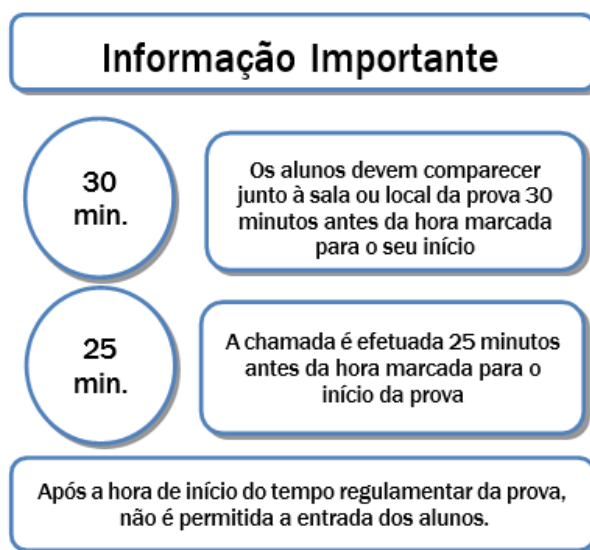 Informação Importante
30
min.
Os alunos devem comparecer
junto à sala ou local da prova 30
minutos antes da hora marcada
para o seu início
25
min.
A chamada é efetuada 25 minutos
antes da hora marcada para o
início da prova
Após a hora de início do tempo regulamentar da prova,
não é permitida a entrada dos alunos.